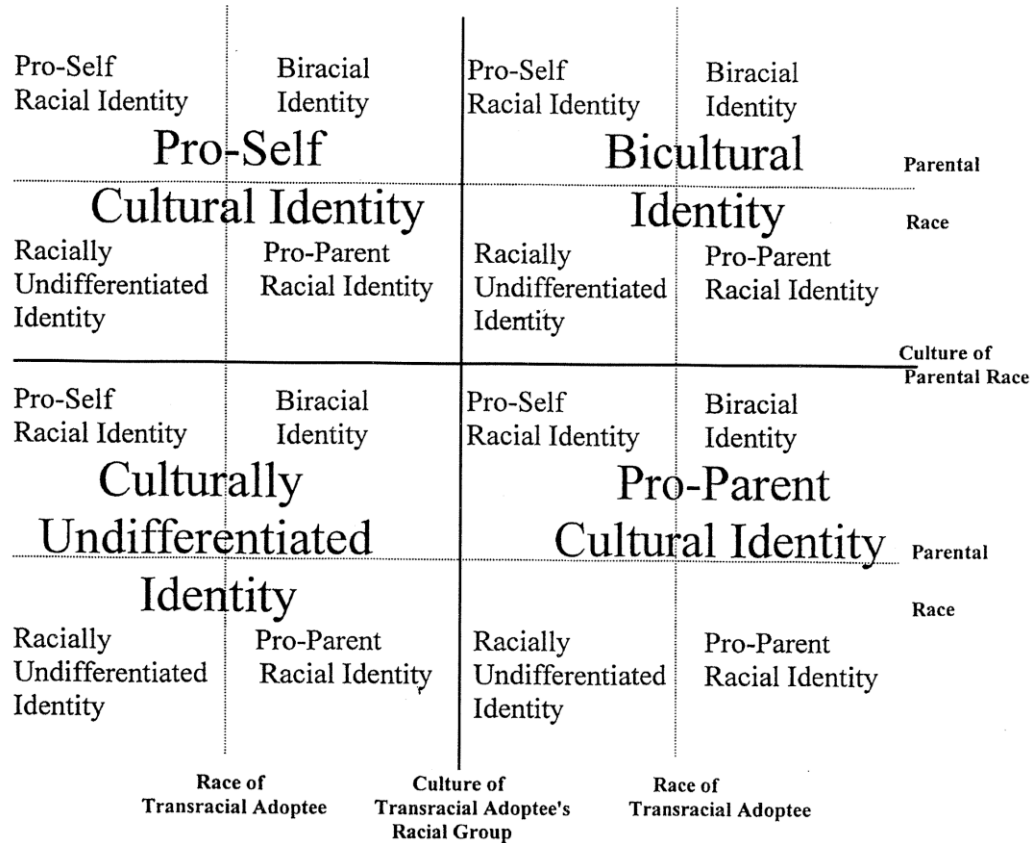 Pro-Self
Racial Identity
Biracial
Identity
Pro-Self
Racial Identity
Biracial
Identity
Pro-Self
Cultural Identity
Bicultural
Identity
Parental
Race
Racially
Undifferentiated
Identity
Pro-Parent
Racial Identity
Racially
Undifferentiated
Identity
Pro-Parent
Racial Identity
Culture of
Parental Race
Pro-Self
Racial Identity
Biracial
Identity
Pro-Self
Racial Identity
Biracial
Identity
Culturally
Undifferentiated
Identity
Pro-Parent
Cultural Identity
Parental
Race
Racially
Undifferentiated
Identity
Pro-Parent
Racial Identity
Racially
Undifferentiated
Identity
Pro-Parent
Racial Identity
Race of
Transracial Adoptee
Culture of
Transracial Adoptee's
Racial Group
Race of
Transracial Adoptee